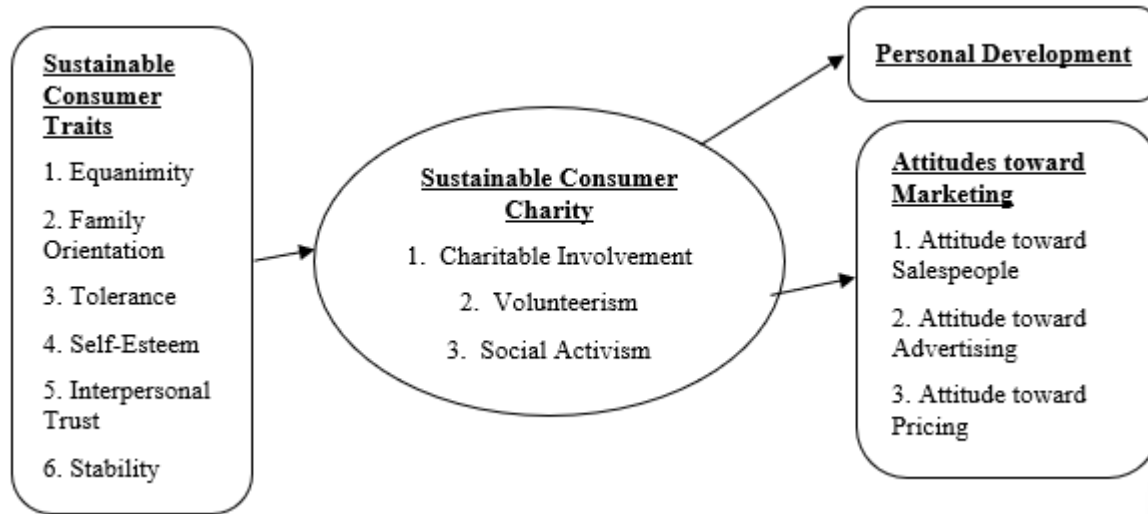 Sustainable
Consumer
Traits
1. Equanimity
2. Family
Orientation
3. Tolerance
4. Self-Esteem
5. Interpersonal
Trust
6. Stability
Sustainable Consumer
Charity
1. Charitable Involvement
2. Volunteerism
3. Social Activism
Personal Development
Attitudes toward
Marketing
1. Attitude toward
Salespeople
2. Attitude toward
Advertising
3. Attitude toward
Pricing